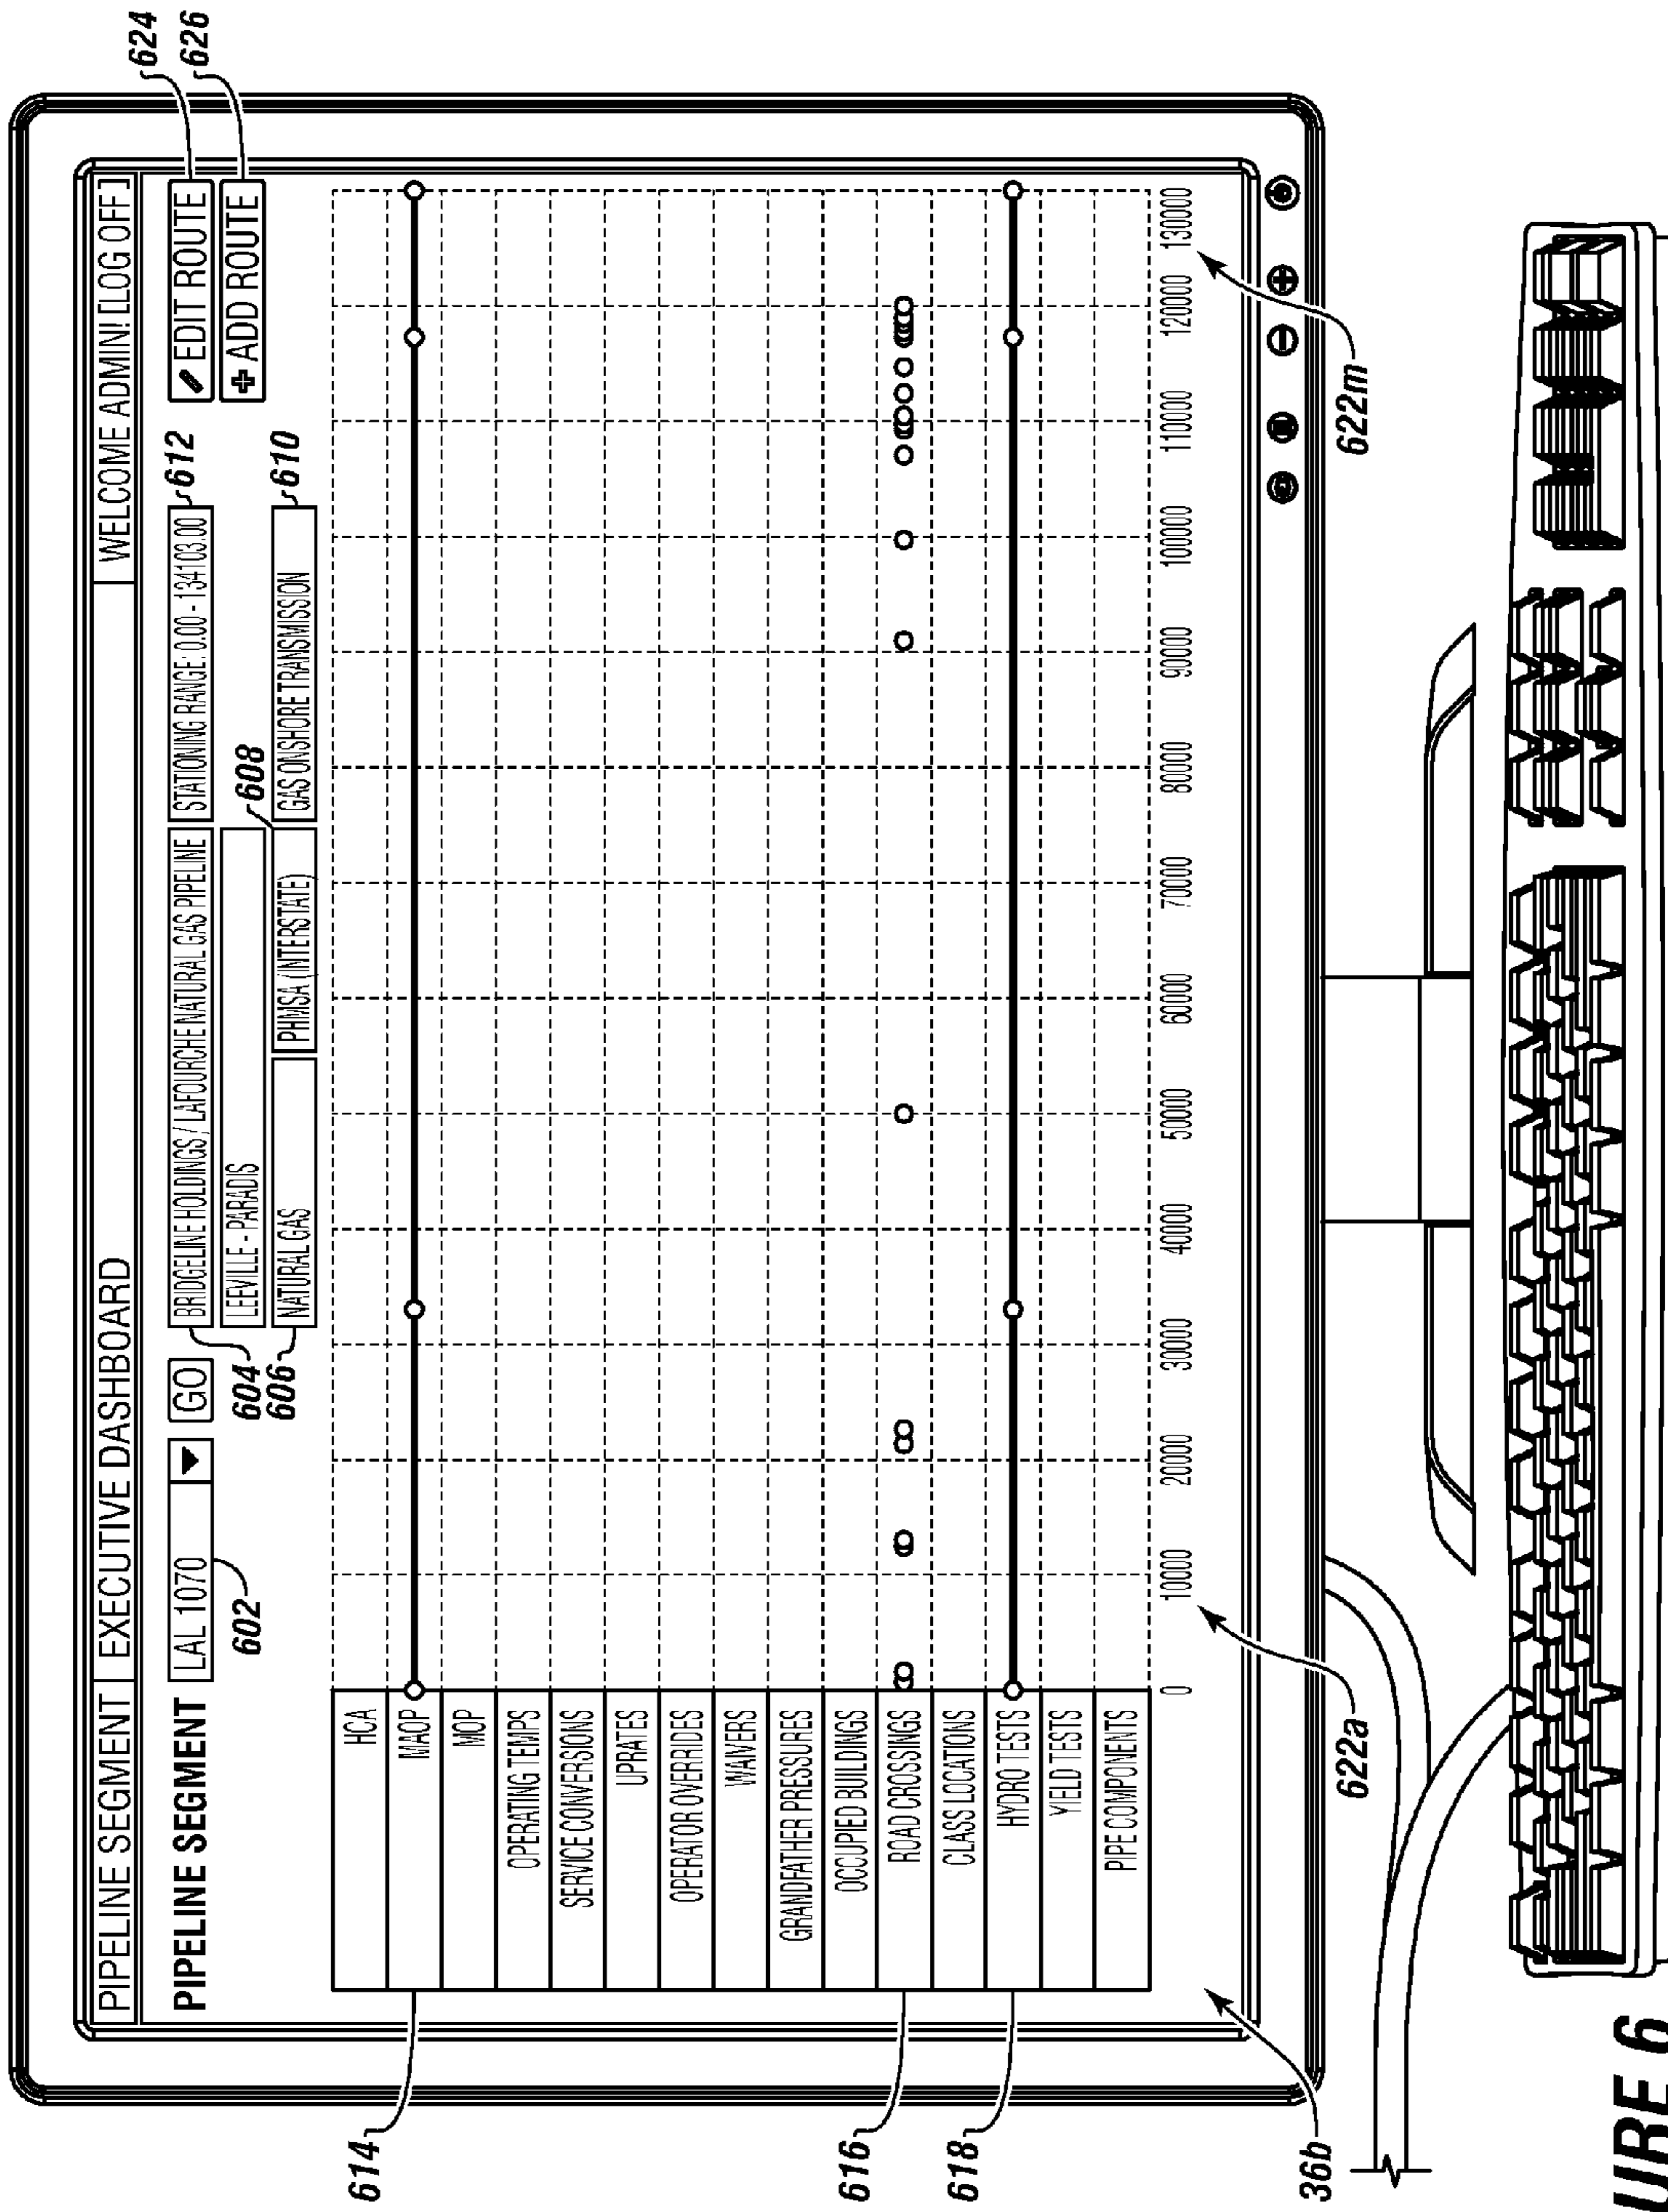 PIPELINE SEGMENT EXECUTIVE DASHBOARD WELCOME ADMIN! [LOG OFF]
PIPELINE SEGMENT LAL 1070 GO BRIDGELINE HOLDINGS / LAFOURCHE NATURAL GAS PIPELINE STATIONING RANGE: 0.00 - 134103.00 612 EDIT ROUTE 624
602 604 LEEVILLE - PARADIS 608 ADD ROUTE 626
606 NATURAL GAS PHMSA (INTERSTATE) GAS ONSHORE TRANSMISSION 610
HCA
614 MAOP
MOP
OPERATING TEMPS
SERVICE CONVERSIONS
UPRATES
OPERATOR OVERRIDES
WAIVERS
GRANDFATHER PRESSURES
OCCUPIED BUILDINGS
616 ROAD CROSSINGS
CLASS LOCATIONS
618 HYDRO TESTS
YIELD TESTS
PIPE COMPONENTS
0 10000 20000 30000 40000 50000 60000 70000 80000 90000 100000 110000 120000 130000
36b 622a 622m
URE 6